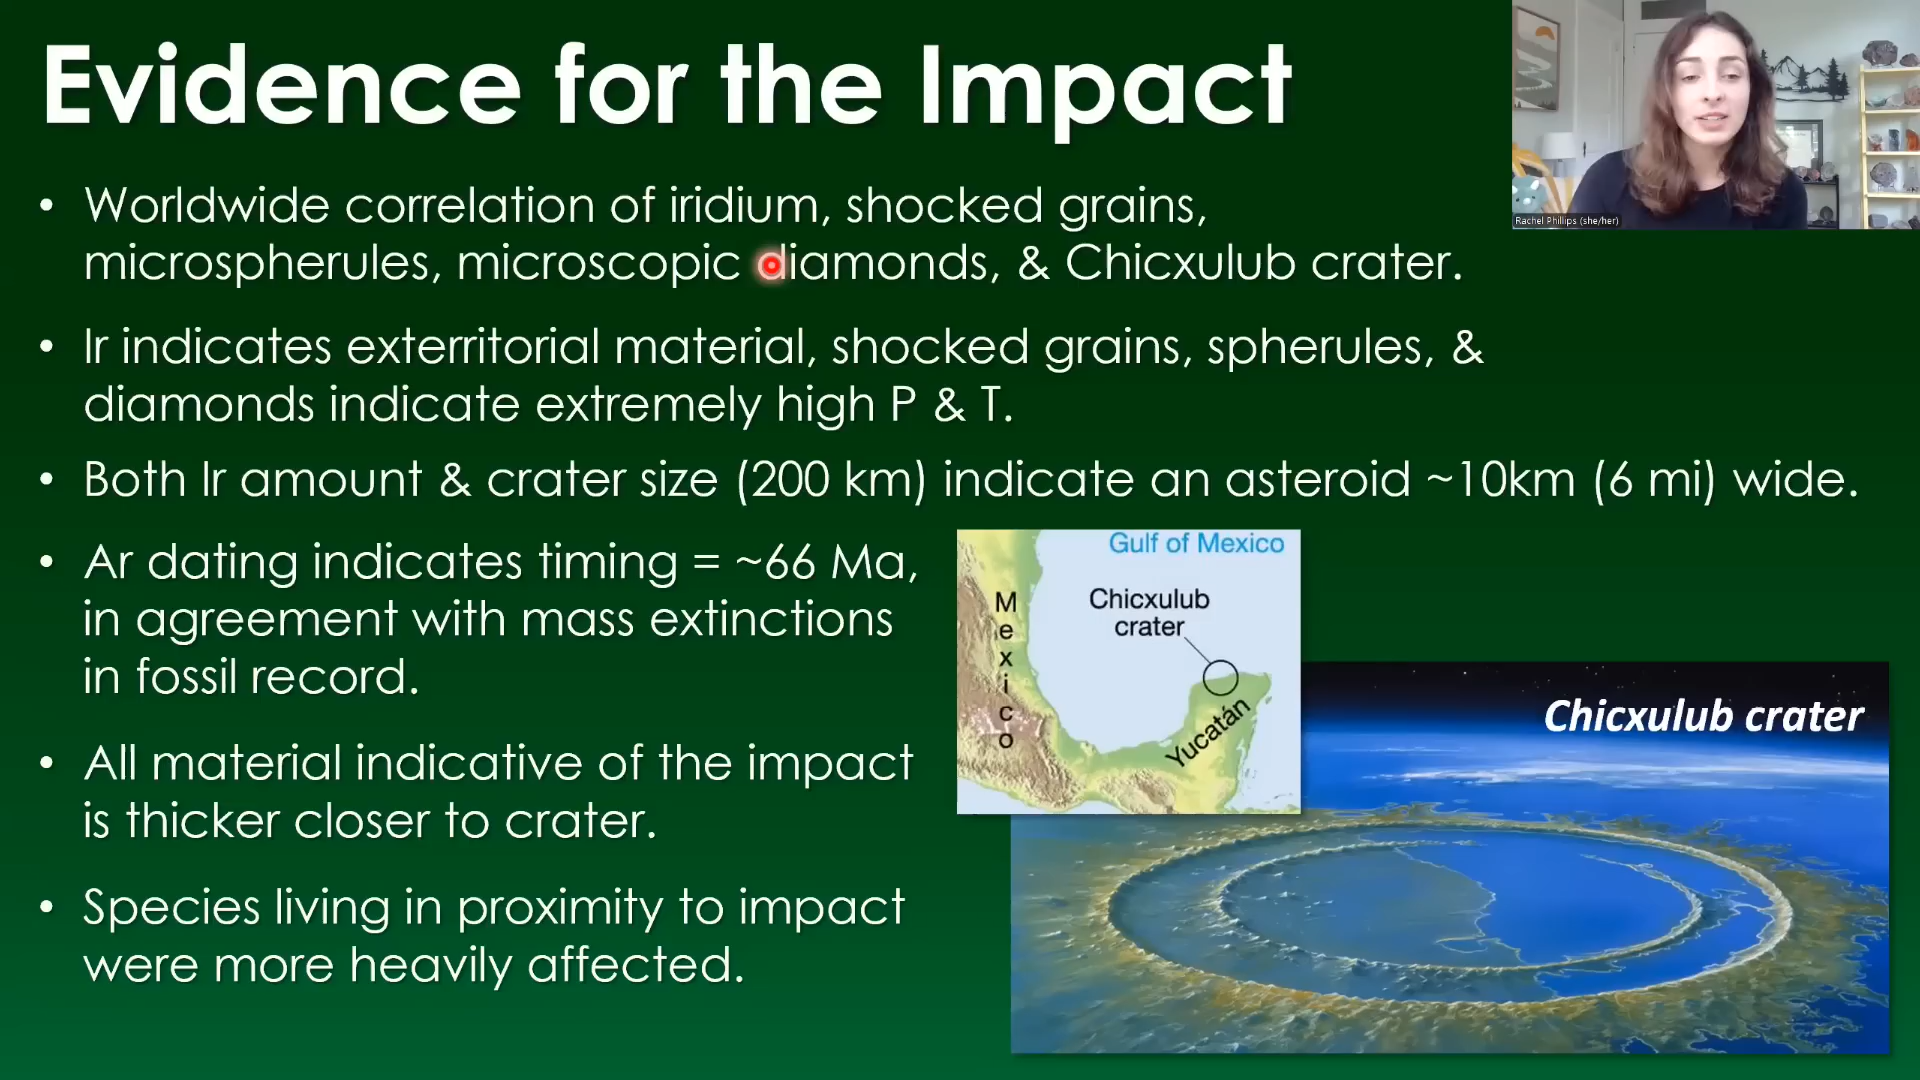 Evidence for the Impact
Rachel Phillips (she/her)
• Worldwide correlation of iridium, shocked grains,
microspherules, microscopic diamonds, & Chicxulub crater.
• Ir indicates exterritorial material, shocked grains, spherules, &
diamonds indicate extremely high P & T.
• Both Ir amount & crater size (200 km) indicate an asteroid ~10km (6 mi) wide.
• Ar dating indicates timing = ~66 Ma,
in agreement with mass extinctions
in fossil record.
• All material indicative of the impact
is thicker closer to crater.
• Species living in proximity to impact
were more heavily affected.
Gulf of Mexico
Mexico
Chicxulub
crater
Yucatán
Chicxulub crater